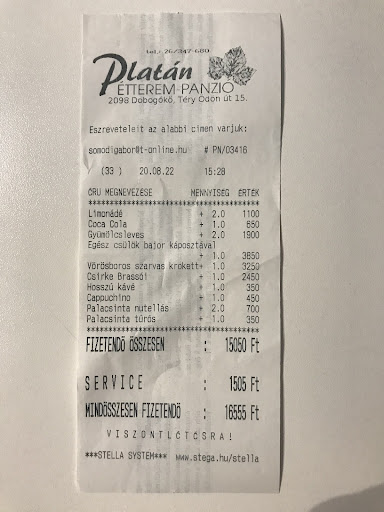 tel.: 26/347-680
Platán
ÉTTEREM-PANZIÓ
2098 Dobogókő, Téry Ödön út 15.
Eszrevételeit az alábbi címen várjuk:
somodigabor@t-online.hu # PN/03416
(33 ) 20.08.22 15:28
ÁRU MEGNEVEZÉSE MENNYISÉG ÉRTÉK
Limonádé + 2.0 1100
Coca Cola + 1.0 650
Gyümölcsleves + 2.0 1900
Egész csülök bajor káposztával
+ 1.0 3850
Vörösboros szarvas krokett+ 1.0 3250
Csirke Brassói + 1.0 2450
Hosszú kávé + 1.0 350
Cappuchino + 1.0 450
Palacsinta nutellás + 2.0 700
Palacsinta túrós + 1.0 350
FIZETENDŐ ÖSSZESEN : 15050 Ft
SERVICE : 1505 Ft
MINDÖSSZESEN FIZETENDŐ : 16555 Ft
VISZONTLÁTÁSRA!
***STELLA SYSTEM*** www.stega.hu/stella